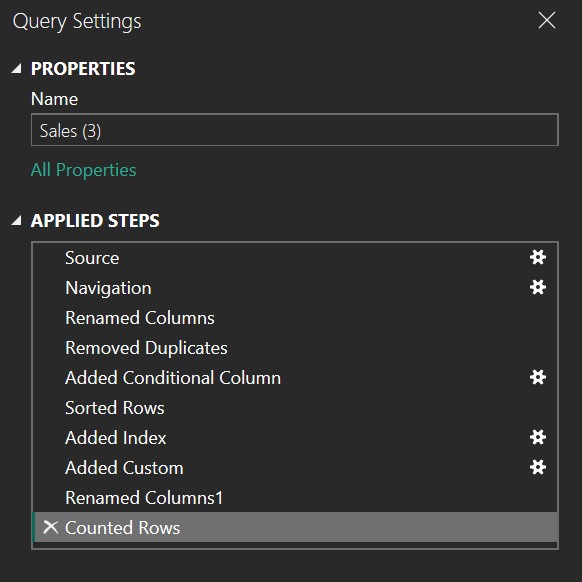 Query Settings
PROPERTIES
Name
Sales (3)
All Properties
APPLIED STEPS
Source
Navigation
Renamed Columns
Removed Duplicates
Added Conditional Column
Sorted Rows
Added Index
Added Custom
Renamed Columns1
Counted Rows